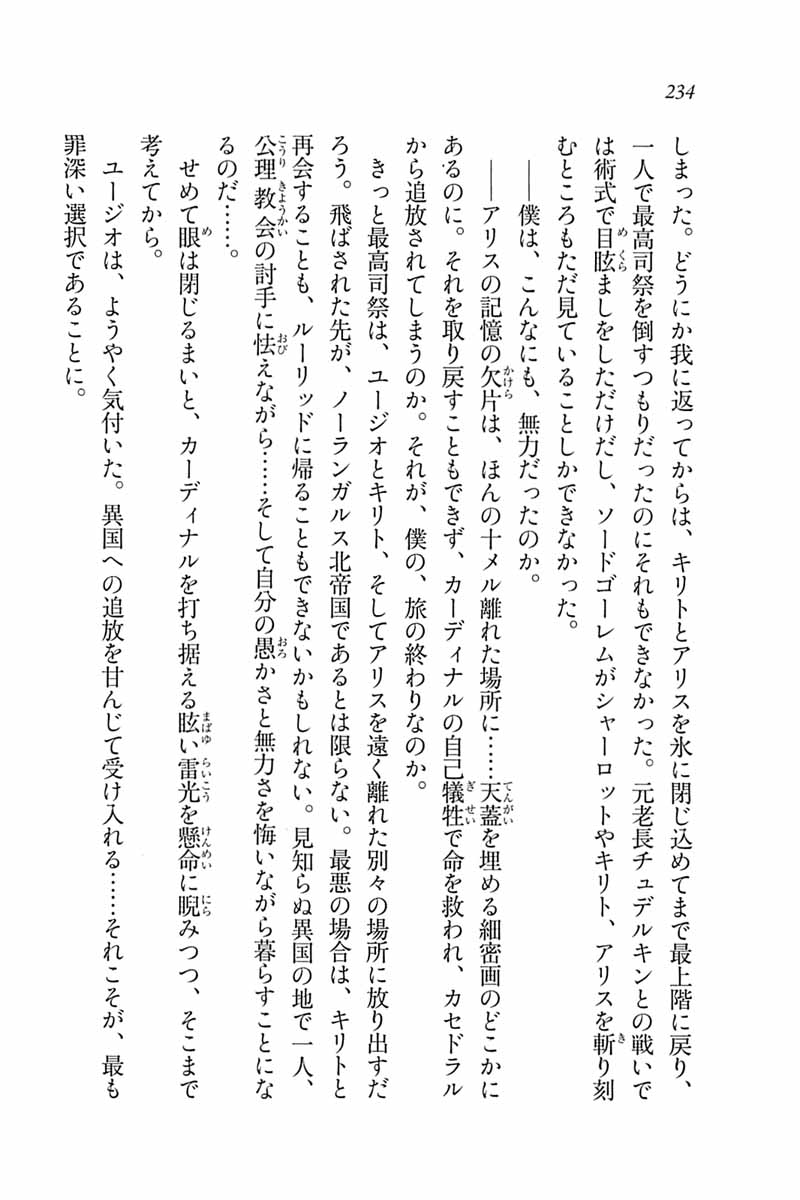 234
しまった。どうにか我に返ってからは、キリトとアリスを氷に閉じ込めてまで最上階に戻り、
一人で最高司祭を倒すつもりだったのにそれもできなかった。元老長チュデルキンとの戦いで
は術式で目眩ましをしただけだし、ソードゴーレムがシャーロットやキリト、アリスを斬り刻
むところもただ見ていることしかできなかった。
――僕は、こんなにも、無力だったのか。
――アリスの記憶の欠片は、ほんの十メル離れた場所に……天蓋を埋める細密画のどこかに
あるのに。それを取り戻すこともできず、カーディナルの自己犠牲で命を救われ、カセドラル
から追放されてしまうのか。それが、僕の、旅の終わりなのか。
きっと最高司祭は、ユージオとキリト、そしてアリスを遠く離れた別々の場所に放り出すだ
ろう。飛ばされた先が、ノーランガルス北帝国であるとは限らない。最悪の場合は、キリトと
再会することも、ルーリッドに帰ることもできないかもしれない。見知らぬ異国の地で一人、
公理教会の討手に怯えながら……そして自分の愚かさと無力さを悔いながら暮らすことにな
るのだ……。
せめて眼は閉じるまいと、カーディナルを打ち据える眩い雷光を懸命に睨みつつ、そこまで
考えてから。
ユージオは、ようやく気付いた。異国への追放を甘んじて受け入れる……それこそが、最も
罪深い選択であることに。